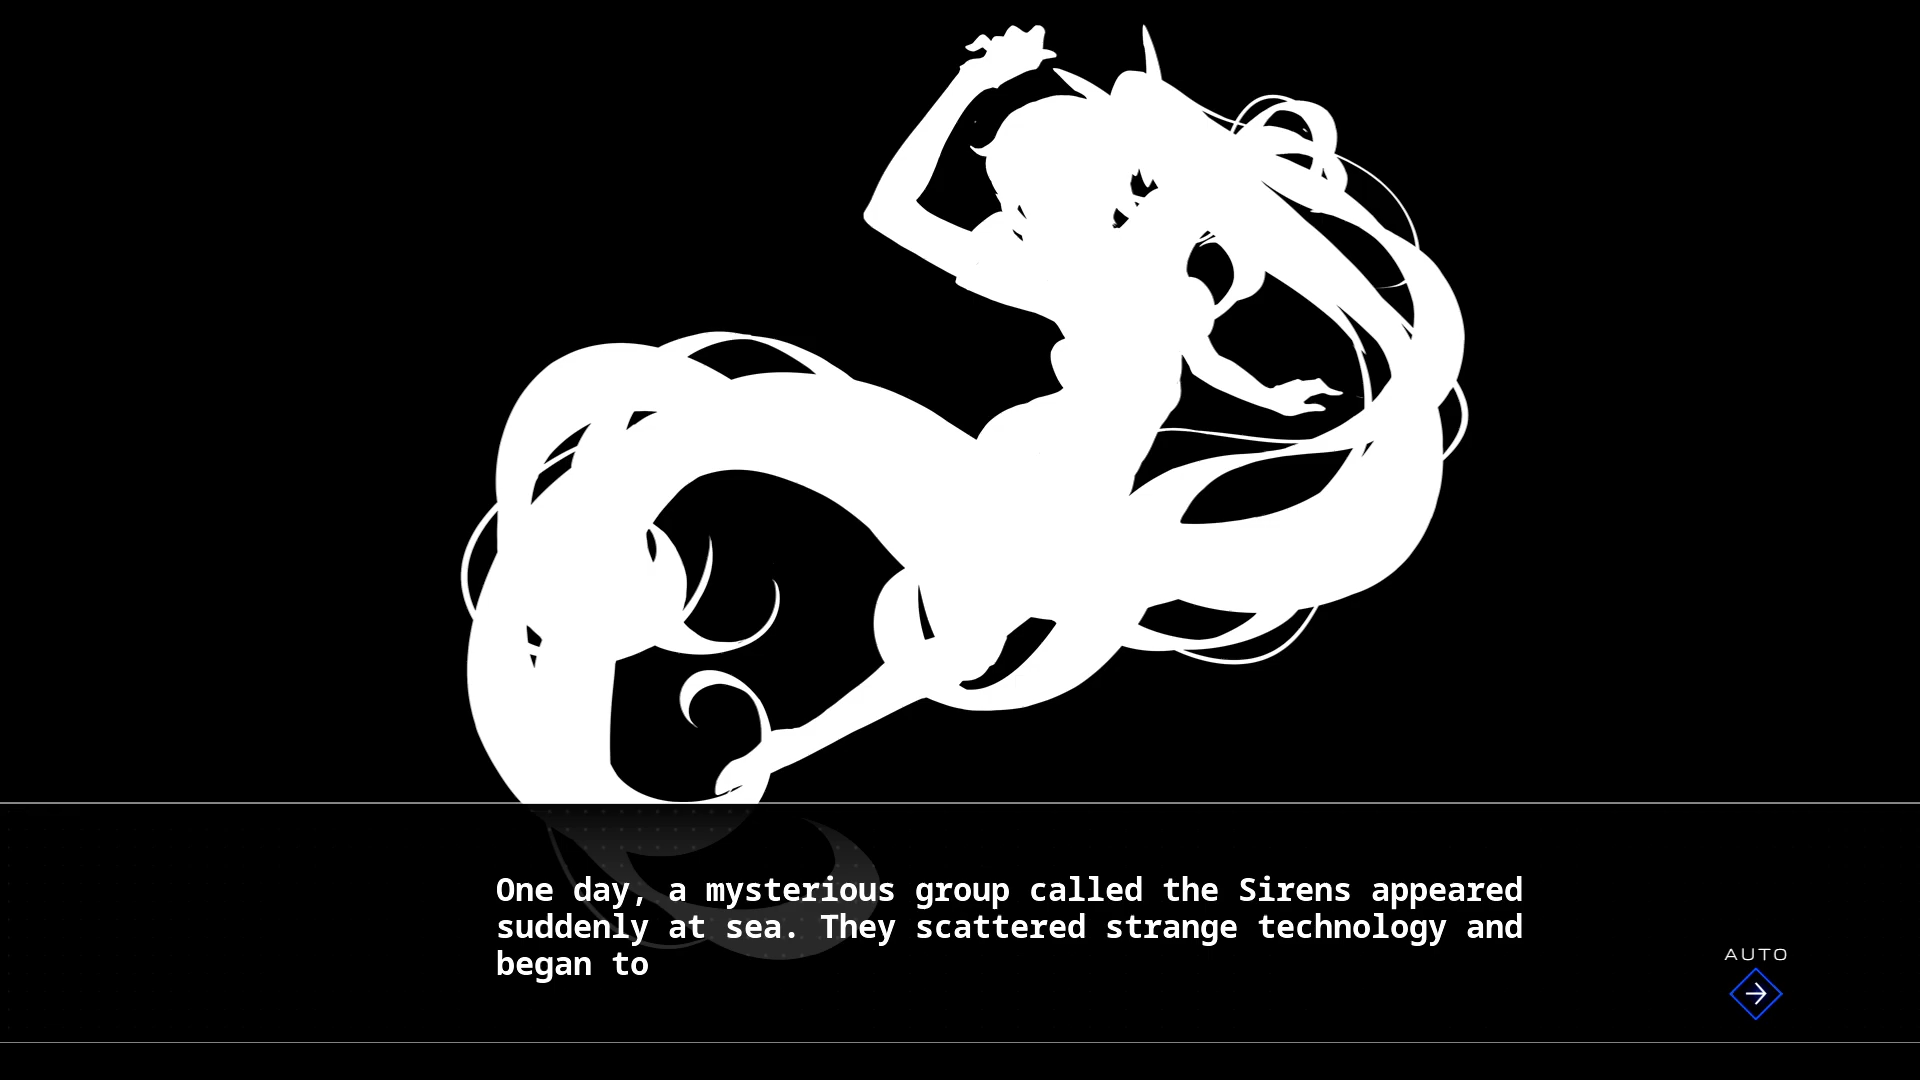 One day, a mysterious group called the Sirens appeared
suddenly at sea. They scattered strange technology and
began to
AUTO